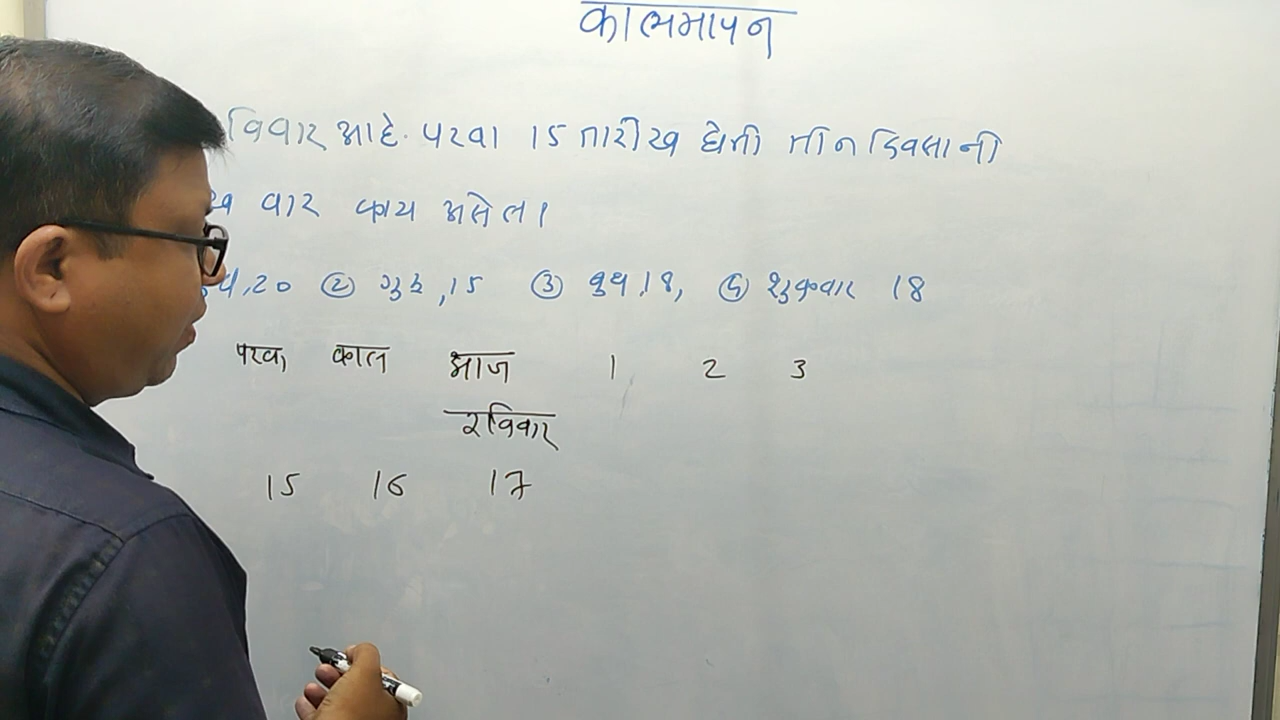 कालमापन
विवार आहे. परवा 15 तारीख होती तीन दिवसानी
ख वार काय असेल।
ध,20 ② गुरु,15 ③ बुध,18, ④ शुक्रवार 18
परवा काल आज 1 2 3
रविवार
15 16 17